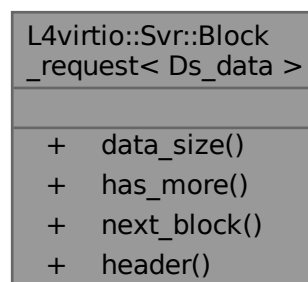 L4virtio::Svr::Block
_request< Ds_data >
+ data_size()
+ has_more()
+ next_block()
+ header()